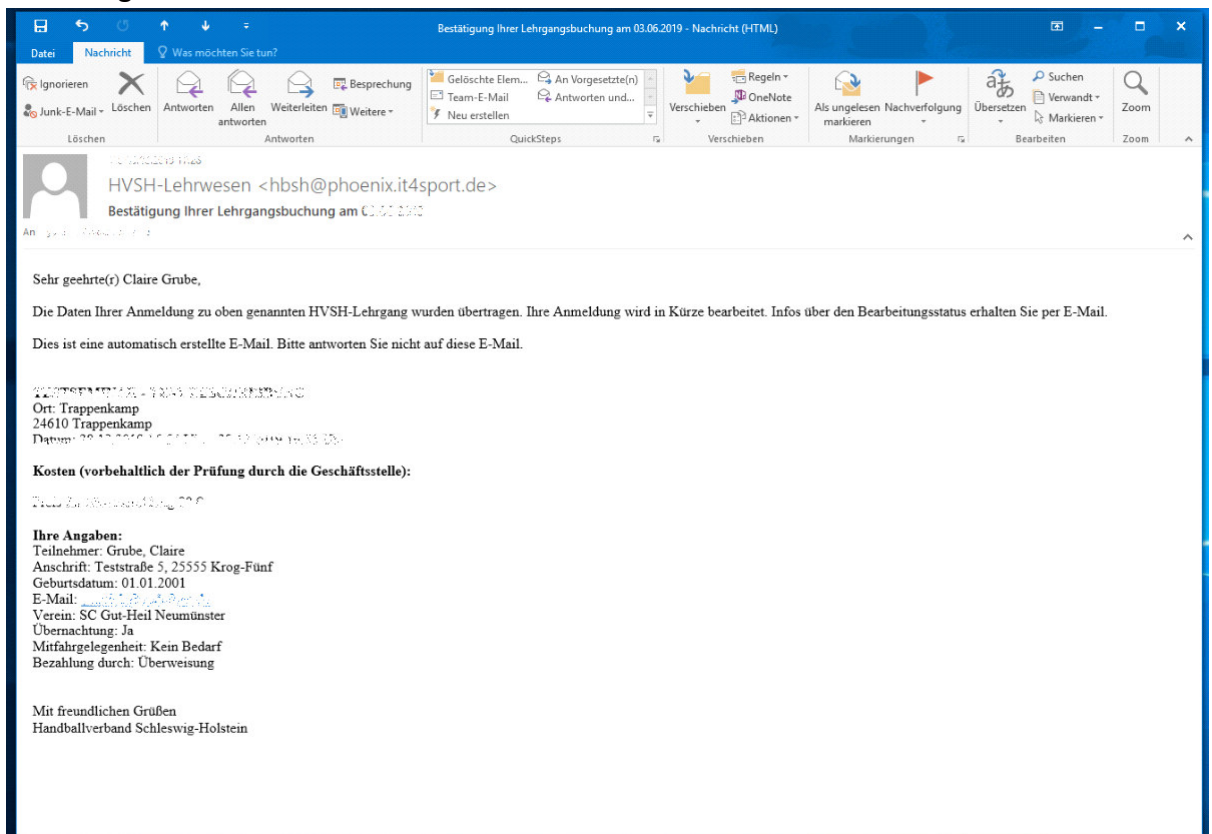 Bestätigung Ihrer Lehrgangsbuchung am 03.06.2019 - Nachricht (HTML)
Datei Nachricht Was möchten Sie tun?
Ignorieren
Junk-E-Mail
Löschen
Antworten
Allen antworten
Weiterleiten
Besprechung
Weitere
Gelöschte Elem...
Team-E-Mail
Neu erstellen
An Vorgesetzte(n)
Antworten und...
Verschieben
Regeln
OneNote
Aktionen
Als ungelesen markieren
Nachverfolgung
Übersetzen
Suchen
Verwandt
Markieren
Zoom
Löschen Antworten QuickSteps Verschieben Markierungen Bearbeiten Zoom
HVSH-Lehrwesen <hbsh@phoenix.it4sport.de>
Bestätigung Ihrer Lehrgangsbuchung am
An
Sehr geehrte(r) Claire Grube,
Die Daten Ihrer Anmeldung zu oben genannten HVSH-Lehrgang wurden übertragen. Ihre Anmeldung wird in Kürze bearbeitet. Infos über den Bearbeitungsstatus erhalten Sie per E-Mail.
Dies ist eine automatisch erstellte E-Mail. Bitte antworten Sie nicht auf diese E-Mail.
Ort: Trappenkamp
24610 Trappenkamp
Datum:
Kosten (vorbehaltlich der Prüfung durch die Geschäftsstelle):
Ihre Angaben:
Teilnehmer: Grube, Claire
Anschrift: Teststraße 5, 25555 Krog-Fünf
Geburtsdatum: 01.01.2001
E-Mail:
Verein: SC Gut-Heil Neumünster
Übernachtung: Ja
Mitfahrgelegenheit: Kein Bedarf
Bezahlung durch: Überweisung
Mit freundlichen Grüßen
Handballverband Schleswig-Holstein